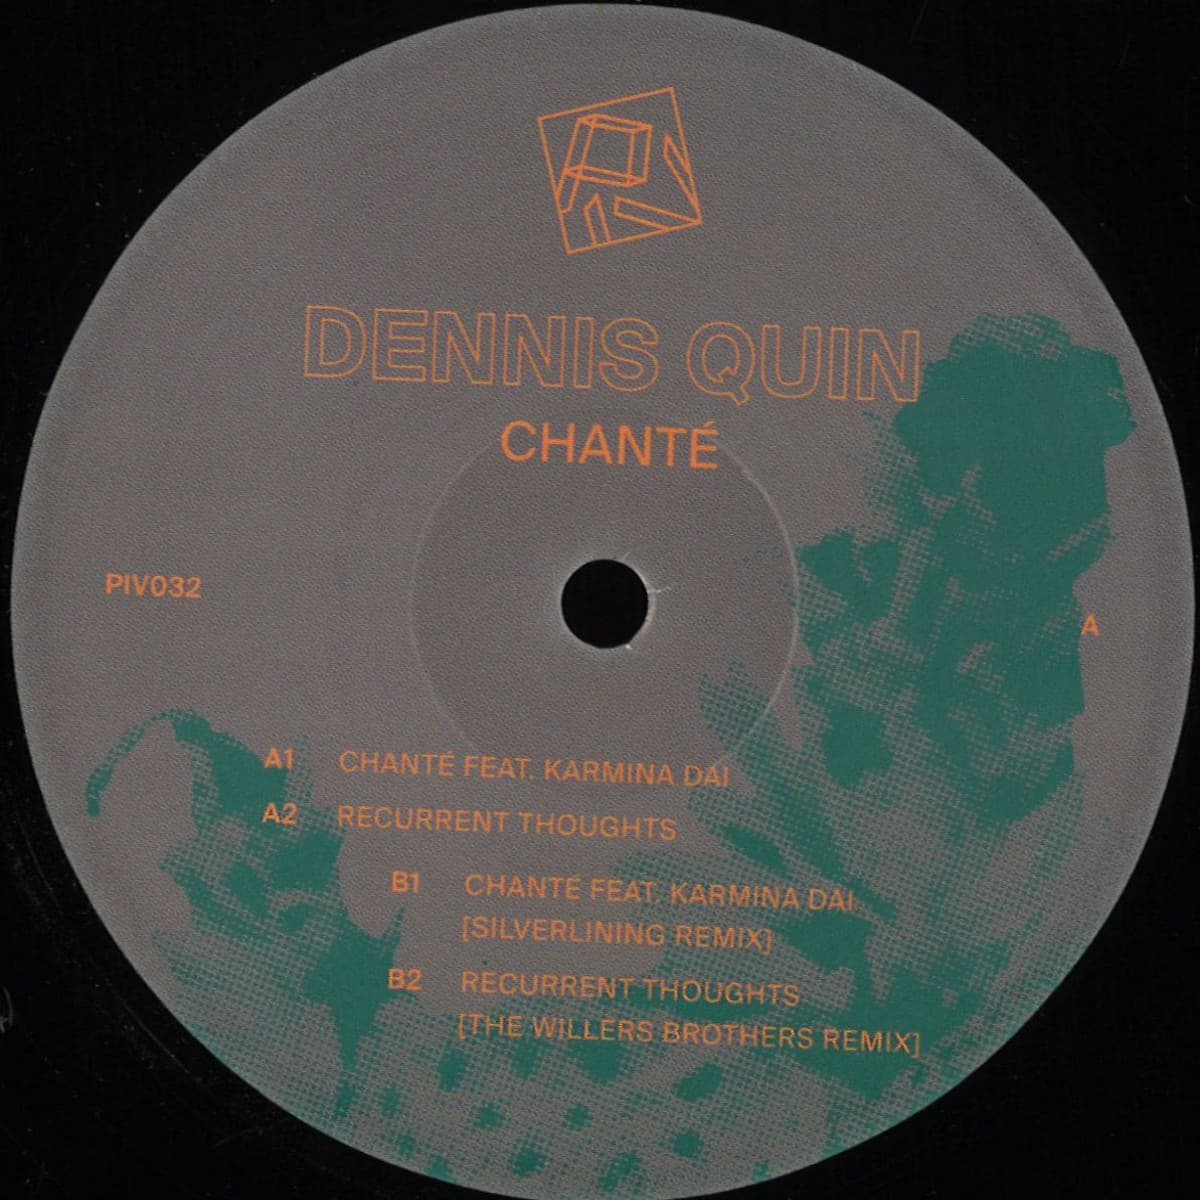 PIV
DENNIS QUIN
CHANTÉ
PIV032
A
A1 CHANTÉ FEAT. KARMINA DAI
A2 RECURRENT THOUGHTS
B1 CHANTÉ FEAT. KARMINA DAI
[SILVERLINING REMIX]
B2 RECURRENT THOUGHTS
[THE WILLERS BROTHERS REMIX]